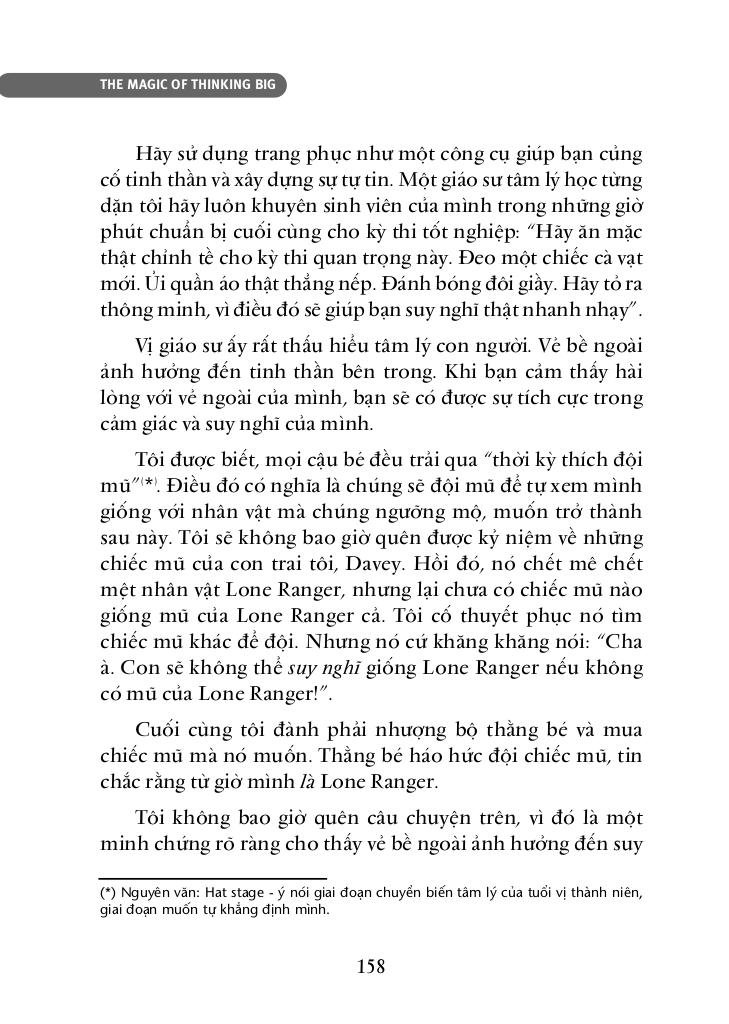 THE MAGIC OF THINKING BIG
Hãy sử dụng trang phục như một công cụ giúp bạn củng
cố tinh thần và xây dựng sự tự tin. Một giáo sư tâm lý học từng
dặn tôi hãy luôn khuyên sinh viên của mình trong những giờ
phút chuẩn bị cuối cùng cho kỳ thi tốt nghiệp: “Hãy ăn mặc
thật chỉnh tề cho kỳ thi quan trọng này. Đeo một chiếc cà vạt
mới. Ủi quần áo thật thẳng nếp. Đánh bóng đôi giầy. Hãy tỏ ra
thông minh, vì điều đó sẽ giúp bạn suy nghĩ thật nhanh nhạy”.
Vị giáo sư ấy rất thấu hiểu tâm lý con người. Vẻ bề ngoài
ảnh hưởng đến tinh thần bên trong. Khi bạn cảm thấy hài
lòng với vẻ ngoài của mình, bạn sẽ có được sự tích cực trong
cảm giác và suy nghĩ của mình.
Tôi được biết, mọi cậu bé đều trải qua “thời kỳ thích đội
mũ”(*). Điều đó có nghĩa là chúng sẽ đội mũ để tự xem mình
giống với nhân vật mà chúng ngưỡng mộ, muốn trở thành
sau này. Tôi sẽ không bao giờ quên được kỷ niệm về những
chiếc mũ của con trai tôi, Davey. Hồi đó, nó chết mê chết
mệt nhân vật Lone Ranger, nhưng lại chưa có chiếc mũ nào
giống mũ của Lone Ranger cả. Tôi cố thuyết phục nó tìm
chiếc mũ khác để đội. Nhưng nó cứ khăng khăng nói: “Cha
à. Con sẽ không thể suy nghĩ giống Lone Ranger nếu không
có mũ của Lone Ranger!”.
Cuối cùng tôi đành phải nhượng bộ thằng bé và mua
chiếc mũ mà nó muốn. Thằng bé háo hức đội chiếc mũ, tin
chắc rằng từ giờ mình là Lone Ranger.
Tôi không bao giờ quên câu chuyện trên, vì đó là một
minh chứng rõ ràng cho thấy vẻ bề ngoài ảnh hưởng đến suy
(*) Nguyên văn: Hat stage - ý nói giai đoạn chuyển biến tâm lý của tuổi vị thành niên,
giai đoạn muốn tự khẳng định mình.
158